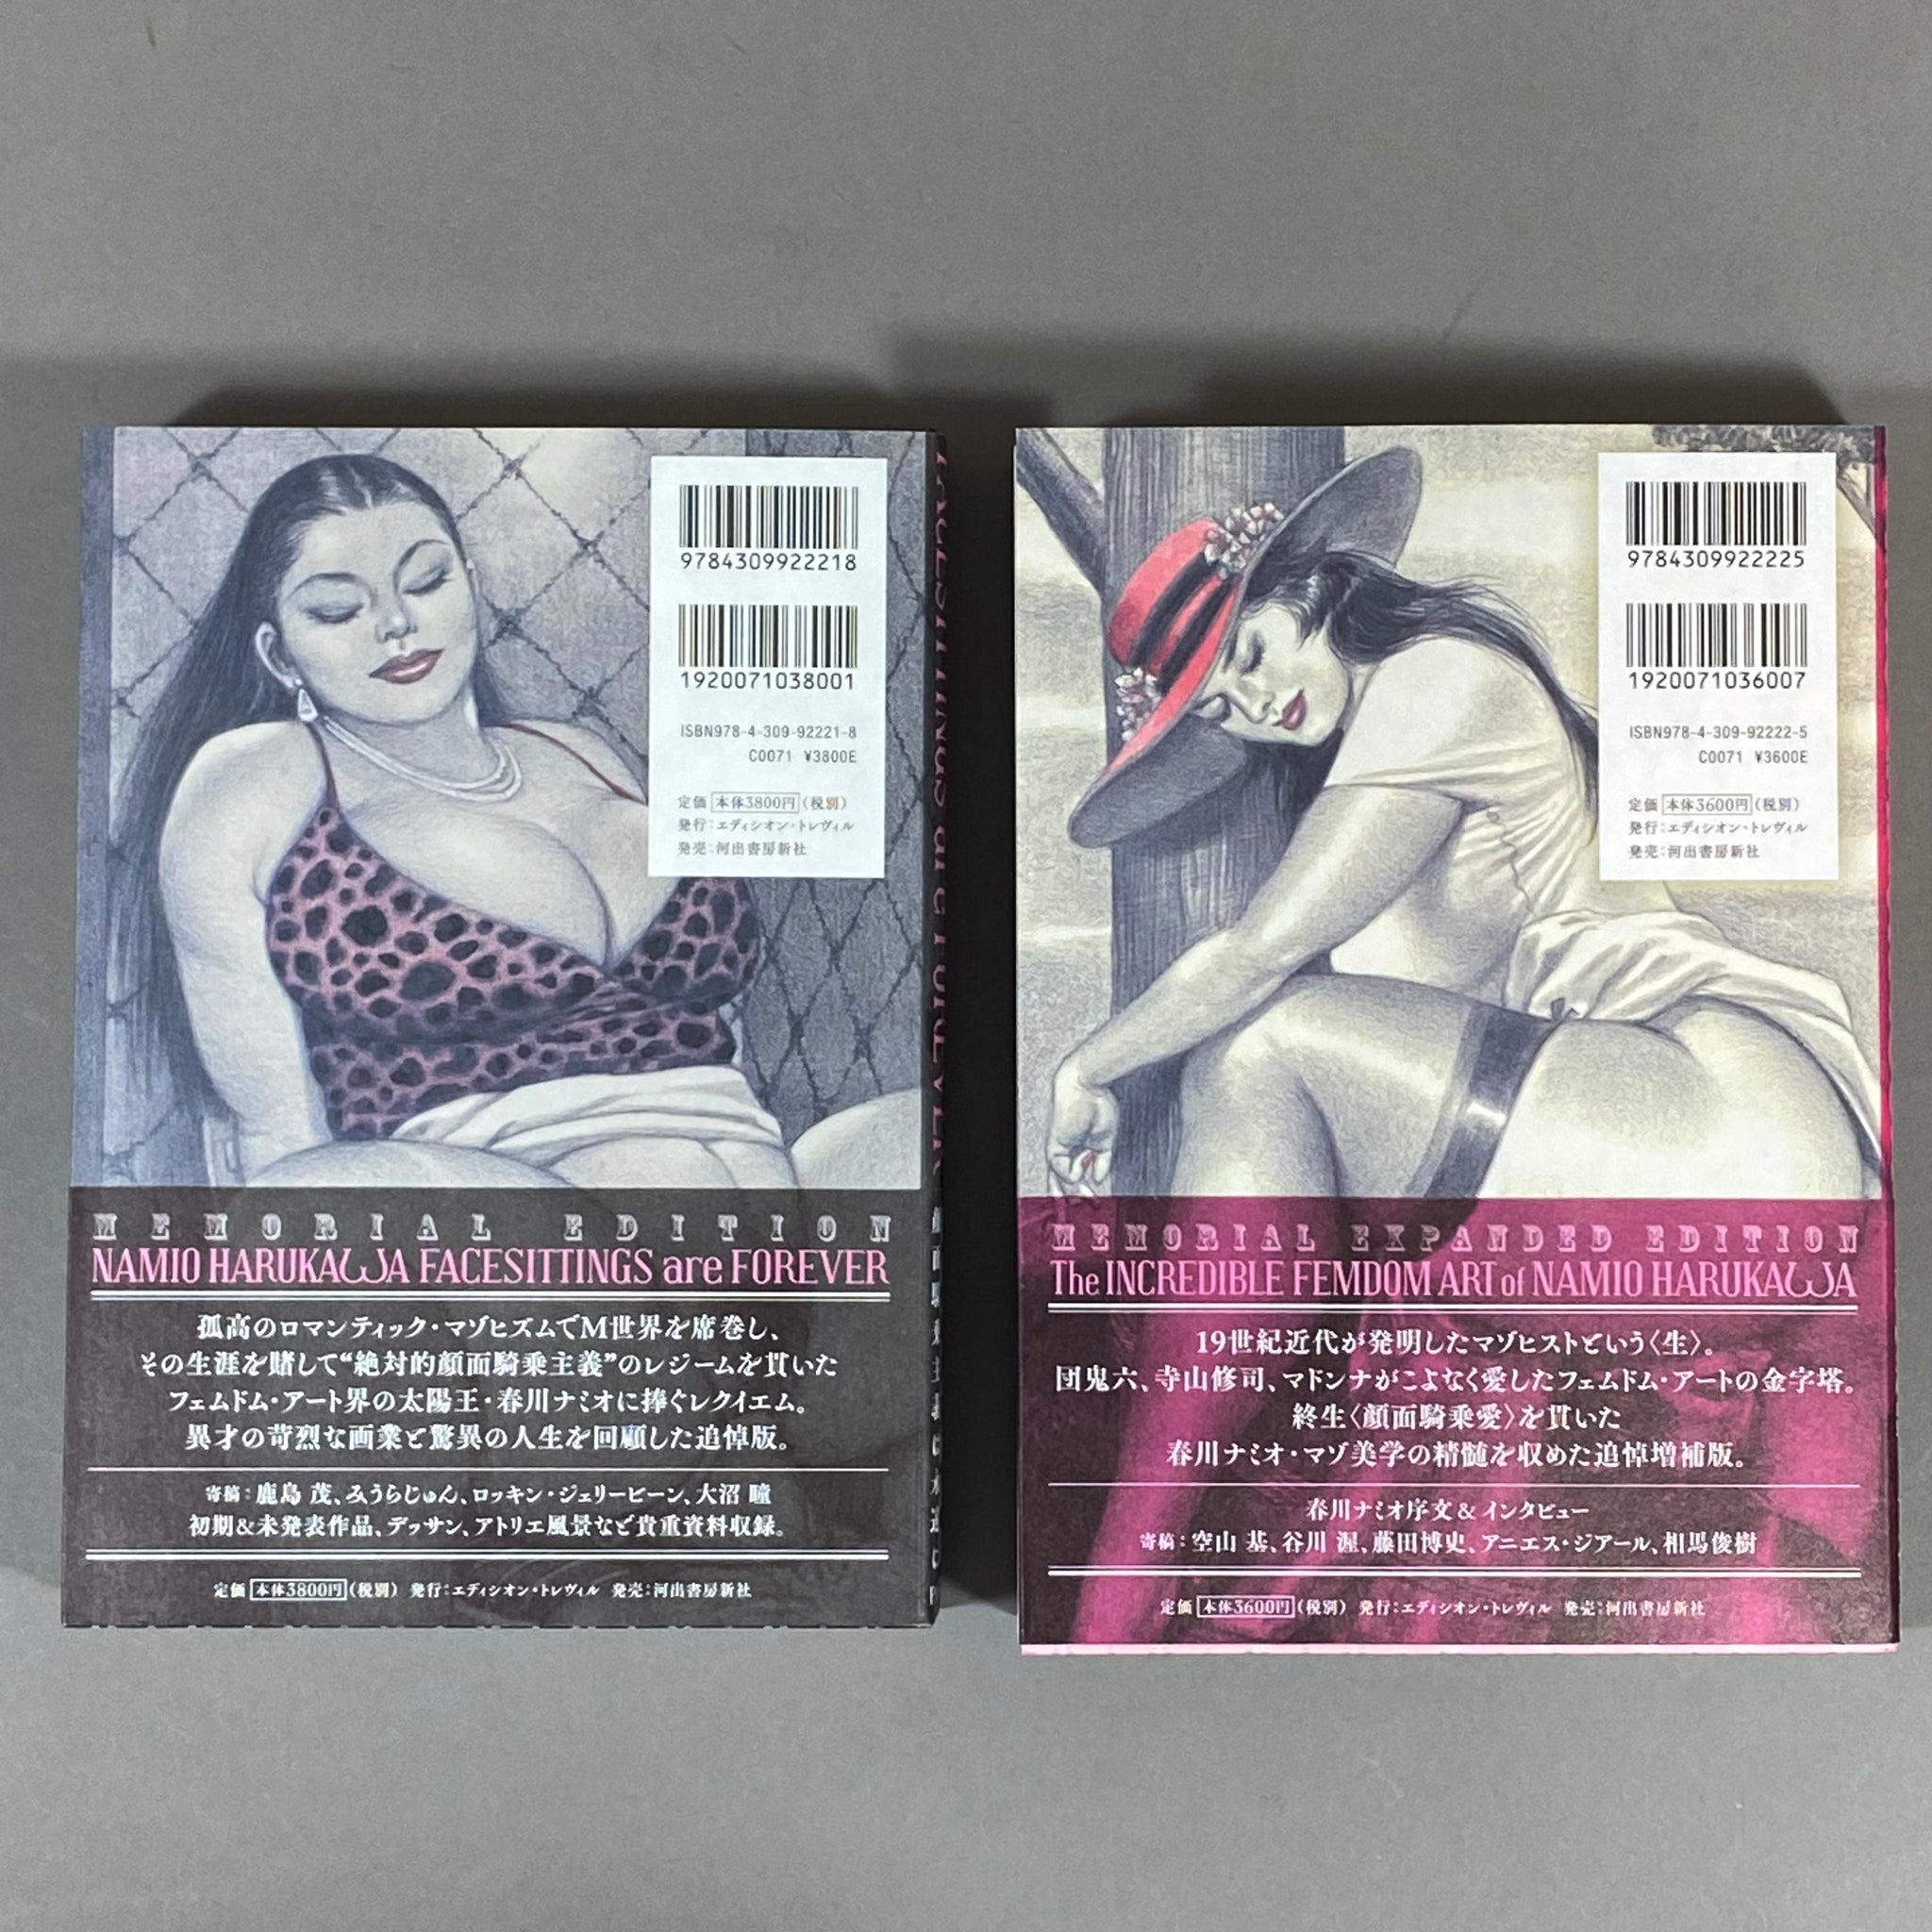 9784309922218
1920071038001
ISBN978-4-309-92221-8
C0071 ¥3800E
定価 本体3800円(税別)
発行:エディシオン・トレヴィル
発売:河出書房新社
MEMORIAL EDITION
NAMIO HARUKAWA FACESITTINGS are FOREVER
孤高のロマンティック・マゾヒズムでM世界を席巻し、
その生涯を賭して“絶対的顔面騎乗主義”のレジームを貫いた
フェムドム・アート界の太陽王・春川ナミオに捧ぐレクイエム。
異才の苛烈な画業と驚異の人生を回顧した追悼版。
寄稿:鹿島 茂、みうらじゅん、ロッキン・ジェリービーン、大沼 瞳
初期&未発表作品、デッサン、アトリエ風景など貴重資料収録。
定価 本体3800円(税別) 発行:エディシオン・トレヴィル 発売:河出書房新社
9784309922225
1920071036007
ISBN978-4-309-92222-5
C0071 ¥3600E
定価 本体3600円(税別)
発行:エディシオン・トレヴィル
発売:河出書房新社
MEMORIAL EXPANDED EDITION
The INCREDIBLE FEMDOM ART of NAMIO HARUKAWA
19世紀近代が発明したマゾヒストという〈生〉。
団鬼六、寺山修司、マドンナがこよなく愛したフェムドム・アートの金字塔。
終生〈顔面騎乗愛〉を貫いた
春川ナミオ・マゾ美学の精髄を収めた追悼増補版。
春川ナミオ序文&インタビュー
寄稿:空山 基、谷川 渥、藤田博史、アニエス・ジアール、相馬俊樹
定価 本体3600円(税別) 発行:エディシオン・トレヴィル 発売:河出書房新社